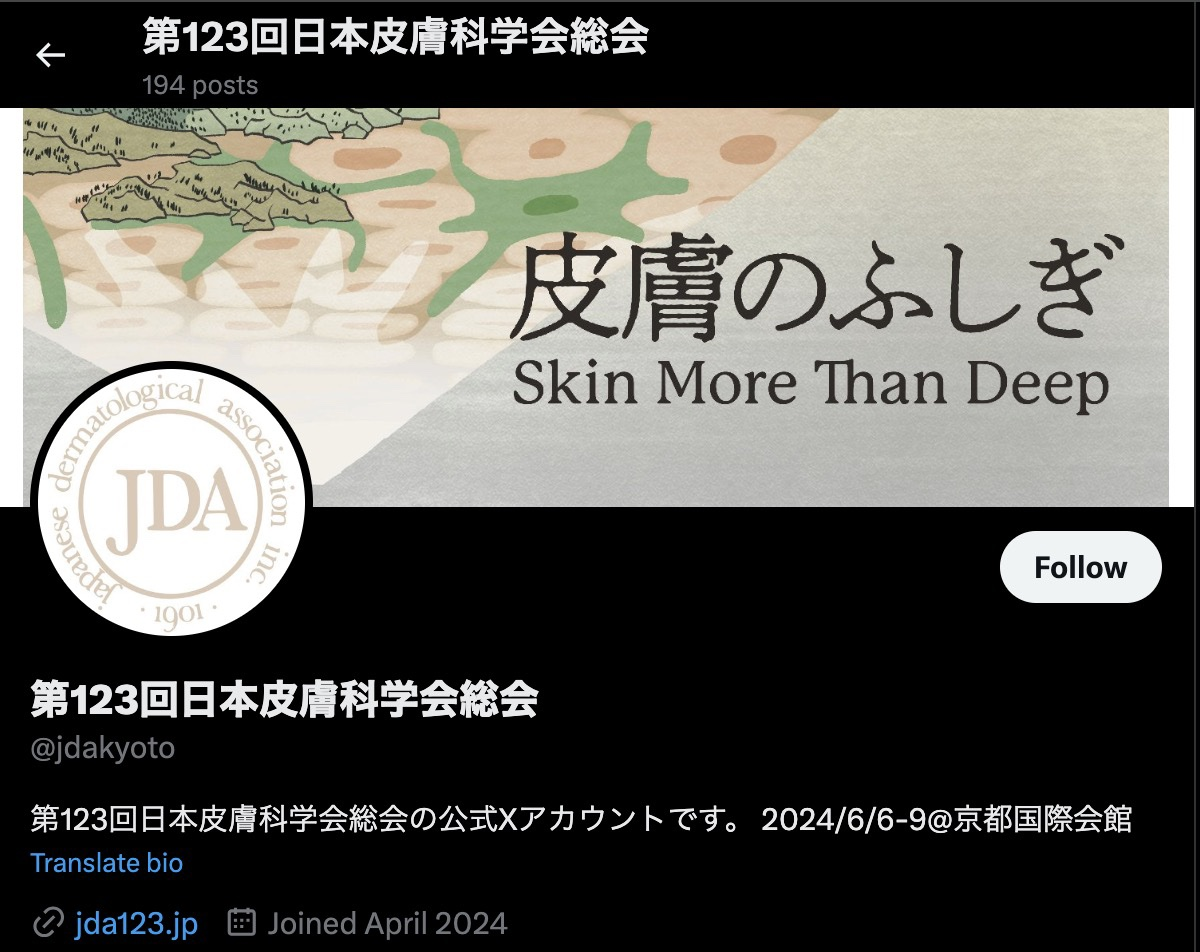 第123回日本皮膚科学会総会
194 posts
皮膚のふしぎ
Skin More Than Deep
japanese dermatological association inc.
· 1901 ·
JDA
Follow
第123回日本皮膚科学会総会
@jdakyoto
第123回日本皮膚科学会総会の公式Xアカウントです。 2024/6/6-9@京都国際会館
Translate bio
jda123.jp Joined April 2024